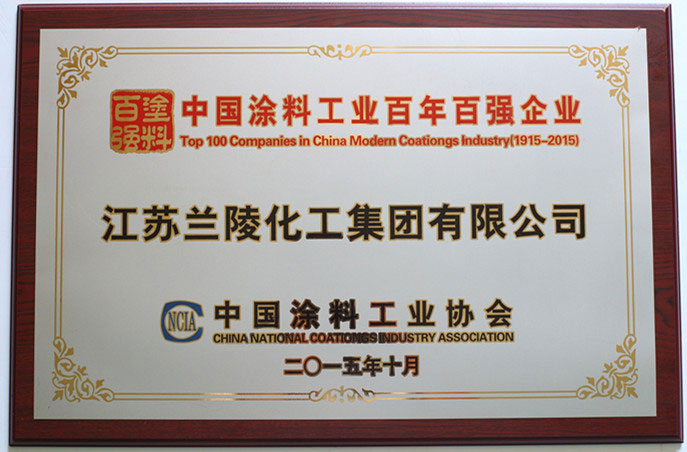 塗料百强
中国涂料工业百年百强企业
Top 100 Companies in China Modern Coationgs Industry(1915-2015)
江苏兰陵化工集团有限公司
NCIA
中国涂料工业协会
CHINA NATIONAL COATIONGS INDUSTRY ASSOCIATION
二〇一五年十月